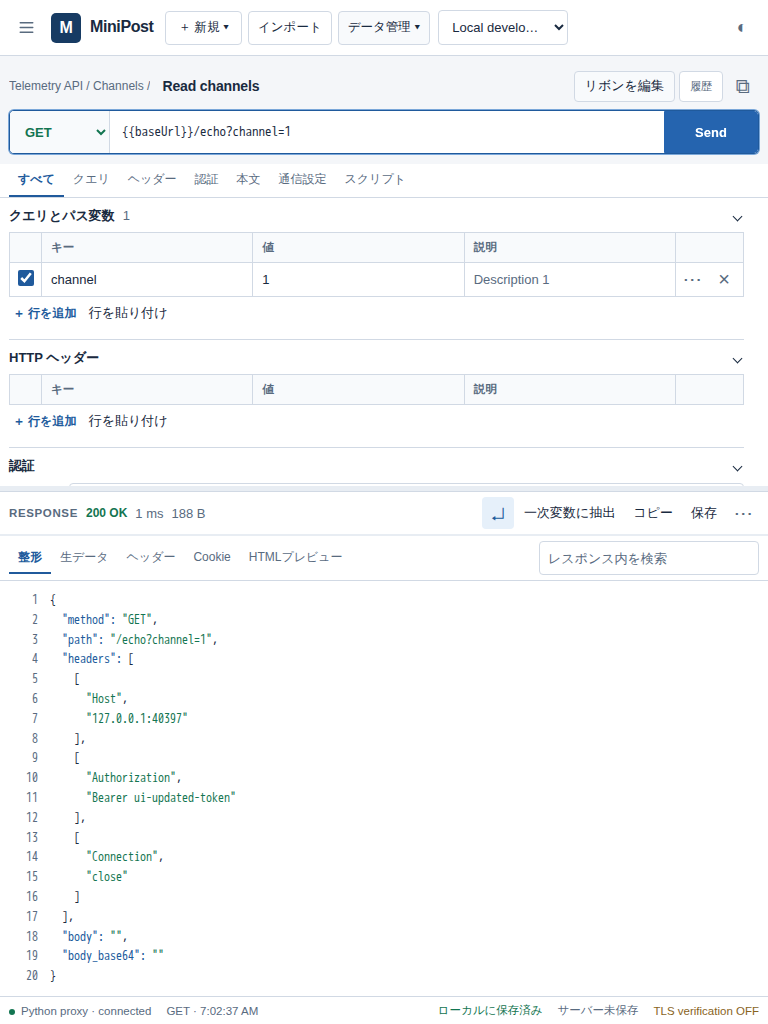 M MiniPost ＋ 新規 ▾ インポート データ管理 ▾ Local develo…
Telemetry API / Channels / Read channels リボンを編集 履歴
GET {{baseUrl}}/echo?channel=1 Send
すべて クエリ ヘッダー 認証 本文 通信設定 スクリプト
クエリとパス変数 1
キー 値 説明
channel 1 Description 1 ··· ×
+ 行を追加 行を貼り付け
HTTP ヘッダー
キー 値 説明
+ 行を追加 行を貼り付け
認証
RESPONSE 200 OK 1 ms 188 B 一次変数に抽出 コピー 保存 ···
整形 生データ ヘッダー Cookie HTMLプレビュー レスポンス内を検索
1 {
2 "method": "GET",
3 "path": "/echo?channel=1",
4 "headers": [
5 [
6 "Host",
7 "127.0.0.1:40397"
8 ],
9 [
10 "Authorization",
11 "Bearer ui-updated-token"
12 ],
13 [
14 "Connection",
15 "close"
16 ]
17 ],
18 "body": "",
19 "body_base64": ""
20 }
Python proxy · connected GET · 7:02:37 AM ローカルに保存済み サーバー未保存 TLS verification OFF